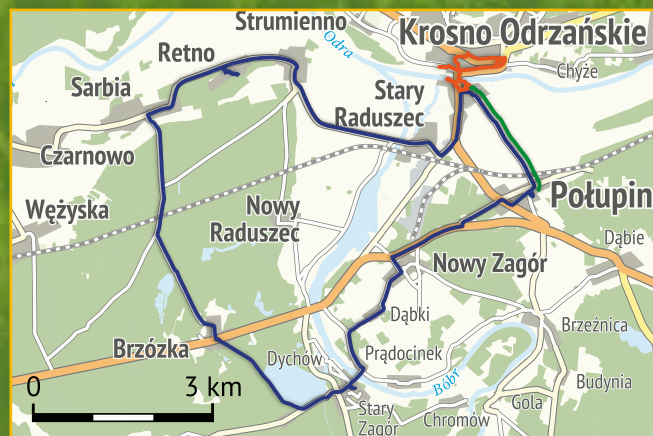 Strumienno
Krosno Odrzańskie
Odra
Retno
Chyże
Sarbia
Stary
Raduszec
Czarnowo
Połupin
Wężyska
Nowy
Raduszec
Dąbie
Nowy Zagór
Dąbki
Brzeźnica
Brzózka
Prądocinek
Dychów
Bóbr
Budynia
0 3 km
Gola
Stary
Zagór
Chromów